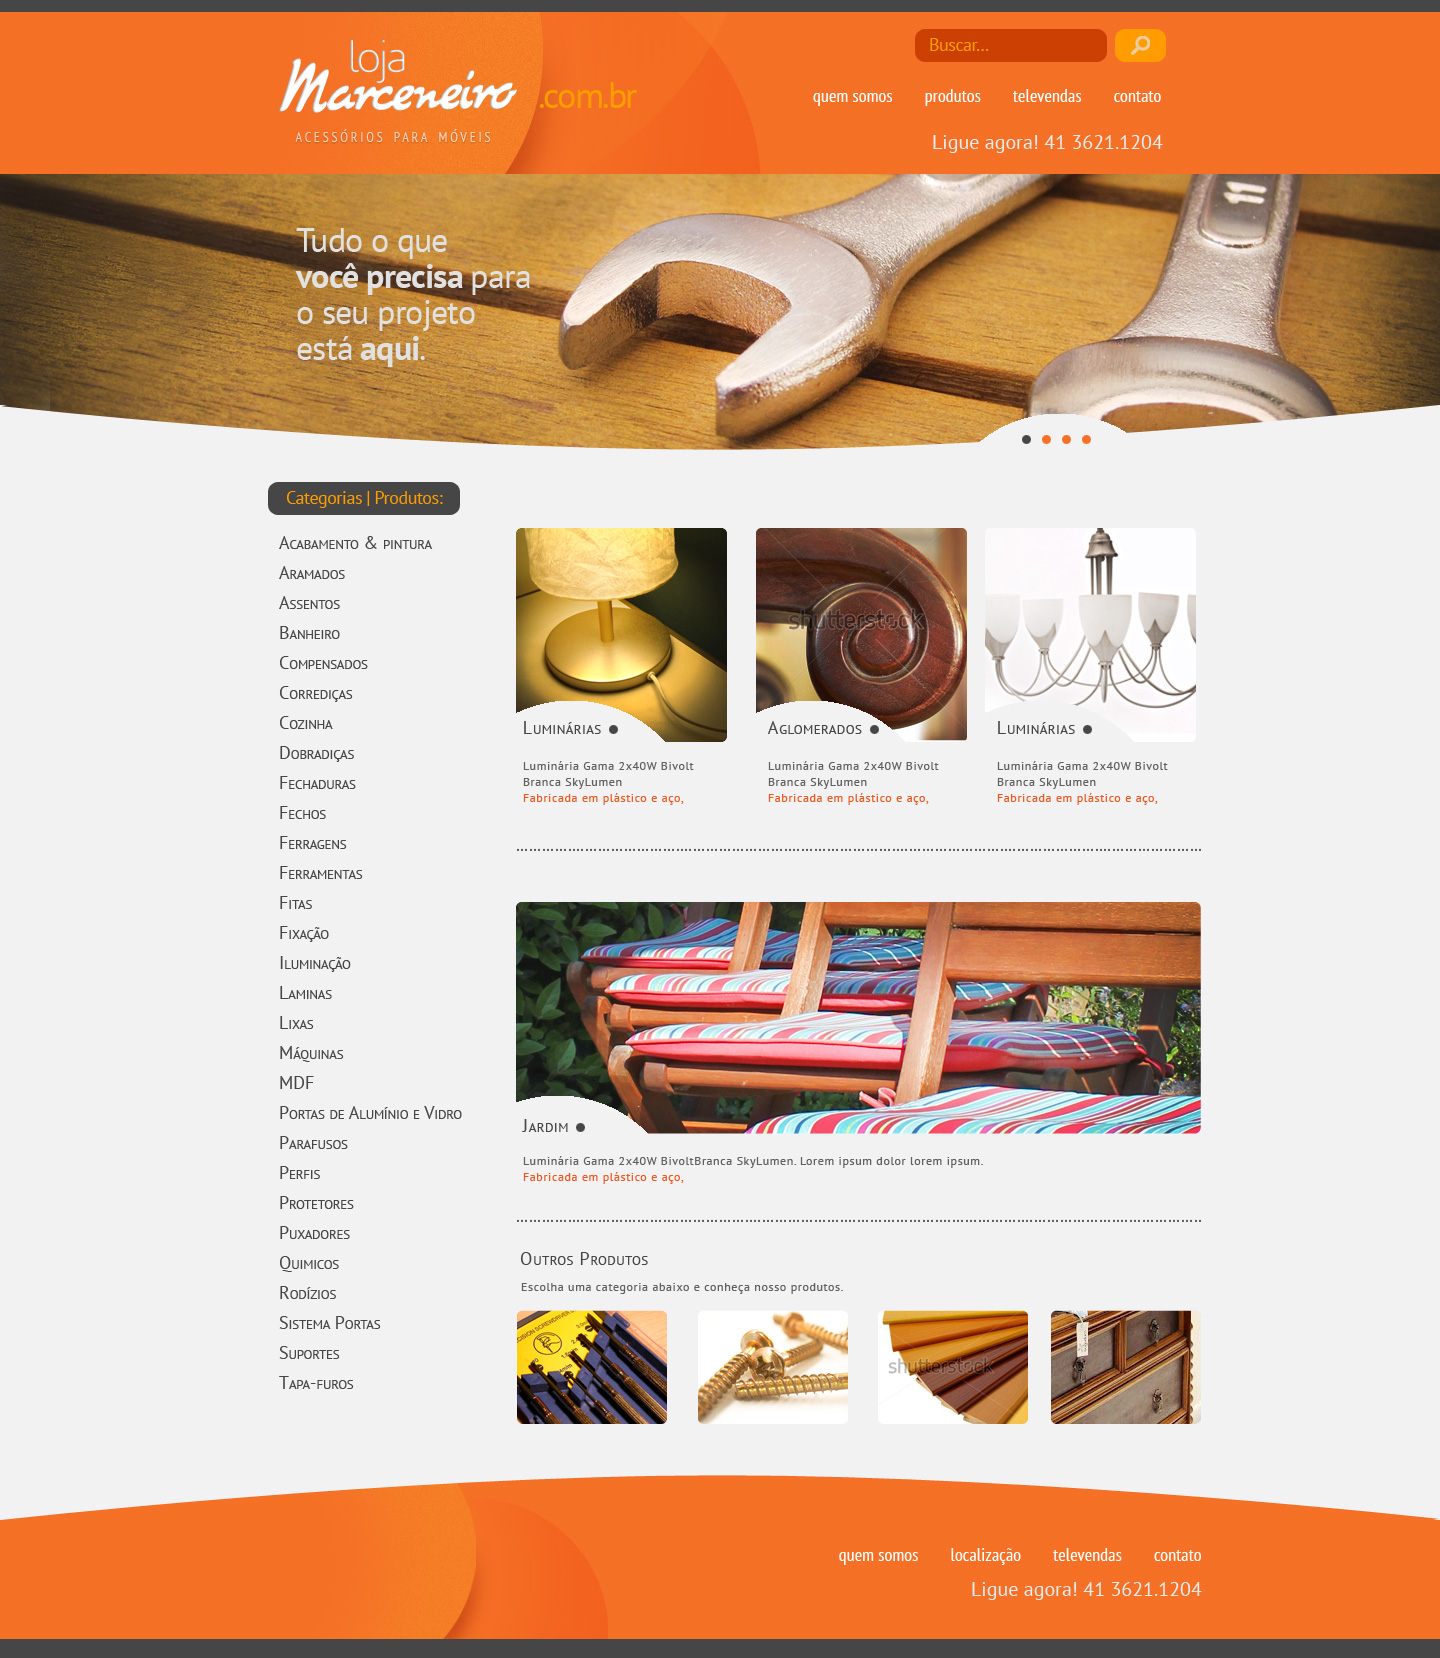 loja
Marceneiro
.com.br
ACESSÓRIOS PARA MÓVEIS
Buscar...
quem somos produtos televendas contato
Ligue agora! 41 3621.1204
11
Tudo o que
você precisa para
o seu projeto
está aqui.
Categorias | Produtos:
Acabamento & pintura
Aramados
Assentos
Banheiro
Compensados
Corrediças
Cozinha
Dobradiças
Fechaduras
Fechos
Ferragens
Ferramentas
Fitas
Fixação
Iluminação
Laminas
Lixas
Máquinas
MDF
Portas de Alumínio e Vidro
Parafusos
Perfis
Protetores
Puxadores
Quimicos
Rodízios
Sistema Portas
Suportes
Tapa-furos
shutterstock
Luminárias
Luminária Gama 2x40W Bivolt
Branca SkyLumen
Fabricada em plástico e aço,
Aglomerados
Luminária Gama 2x40W Bivolt
Branca SkyLumen
Fabricada em plástico e aço,
Luminárias
Luminária Gama 2x40W Bivolt
Branca SkyLumen
Fabricada em plástico e aço,
Jardim
Luminária Gama 2x40W BivoltBranca SkyLumen. Lorem ipsum dolor lorem ipsum.
Fabricada em plástico e aço,
Outros Produtos
Escolha uma categoria abaixo e conheça nosso produtos.
shutterstock
quem somos localização televendas contato
Ligue agora! 41 3621.1204